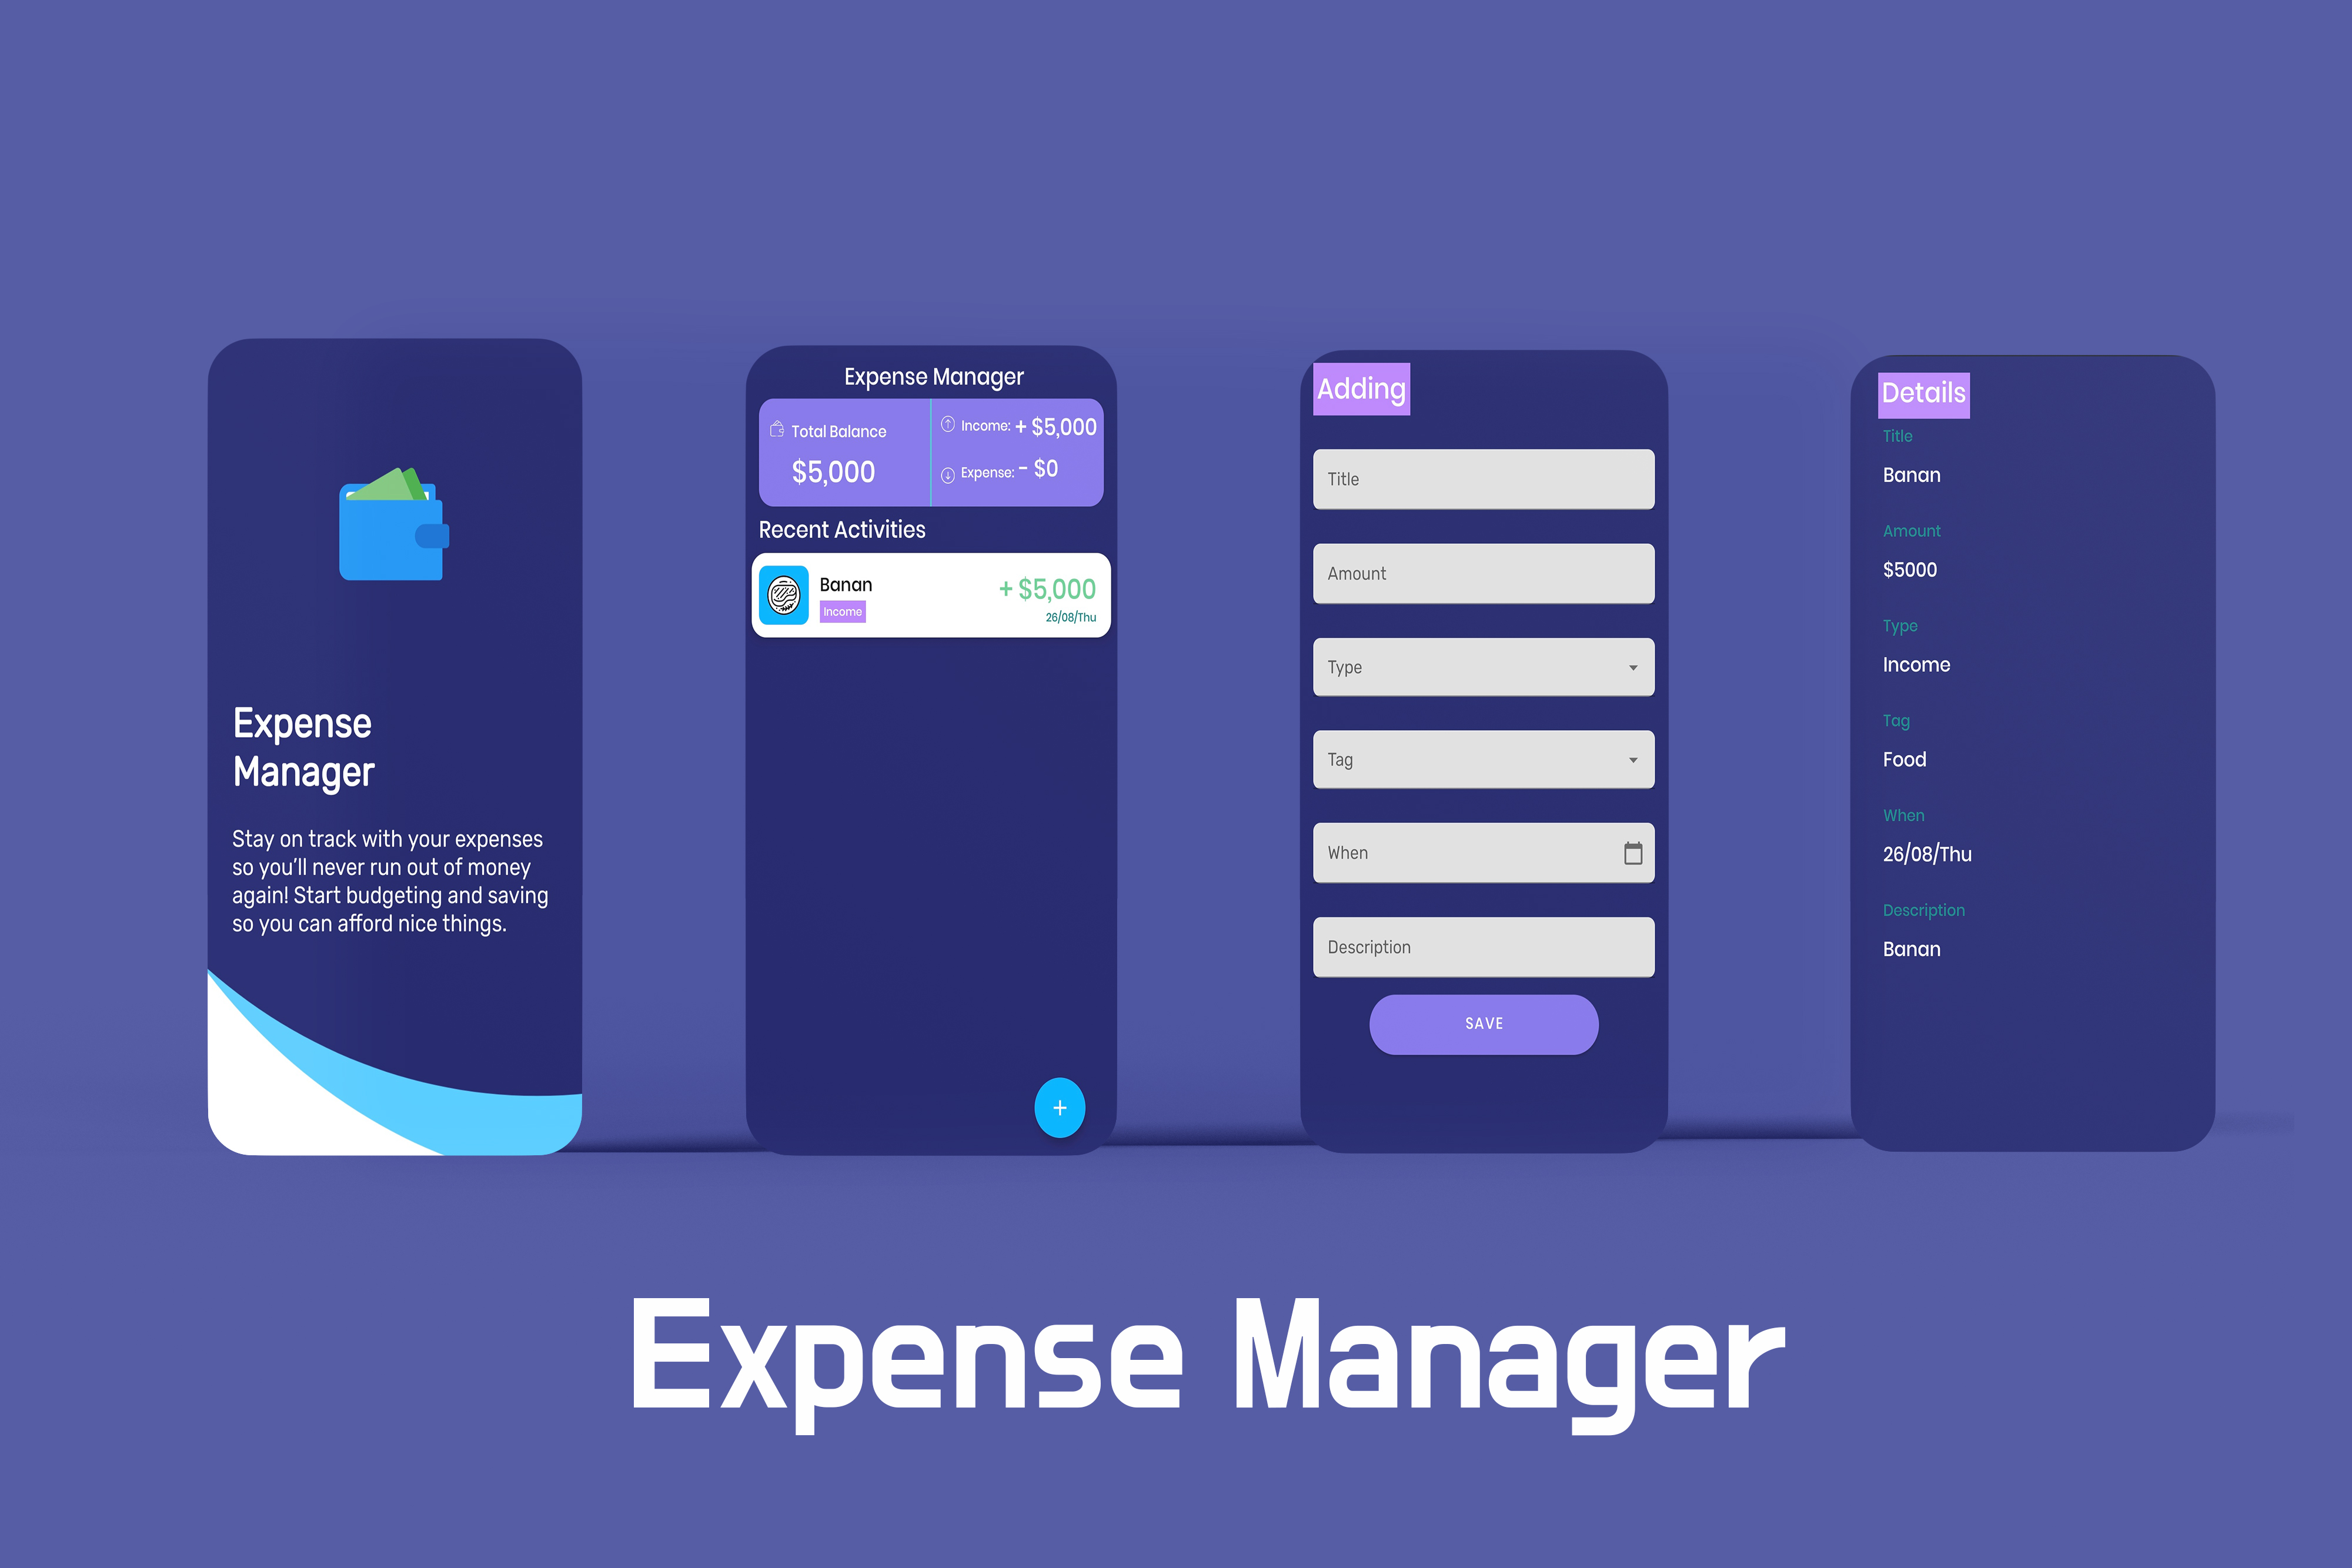 Expense
Manager
Stay on track with your expenses
so you'll never run out of money
again! Start budgeting and saving
so you can afford nice things.
Expense Manager
Total Balance
$5,000
Income: + $5,000
Expense: - $0
Recent Activities
Banan
Income
+ $5,000
26/08/Thu
+
Adding
Title
Amount
Type
Tag
When
Description
SAVE
Details
Title
Banan
Amount
$5000
Type
Income
Tag
Food
When
26/08/Thu
Description
Banan
Expense Manager